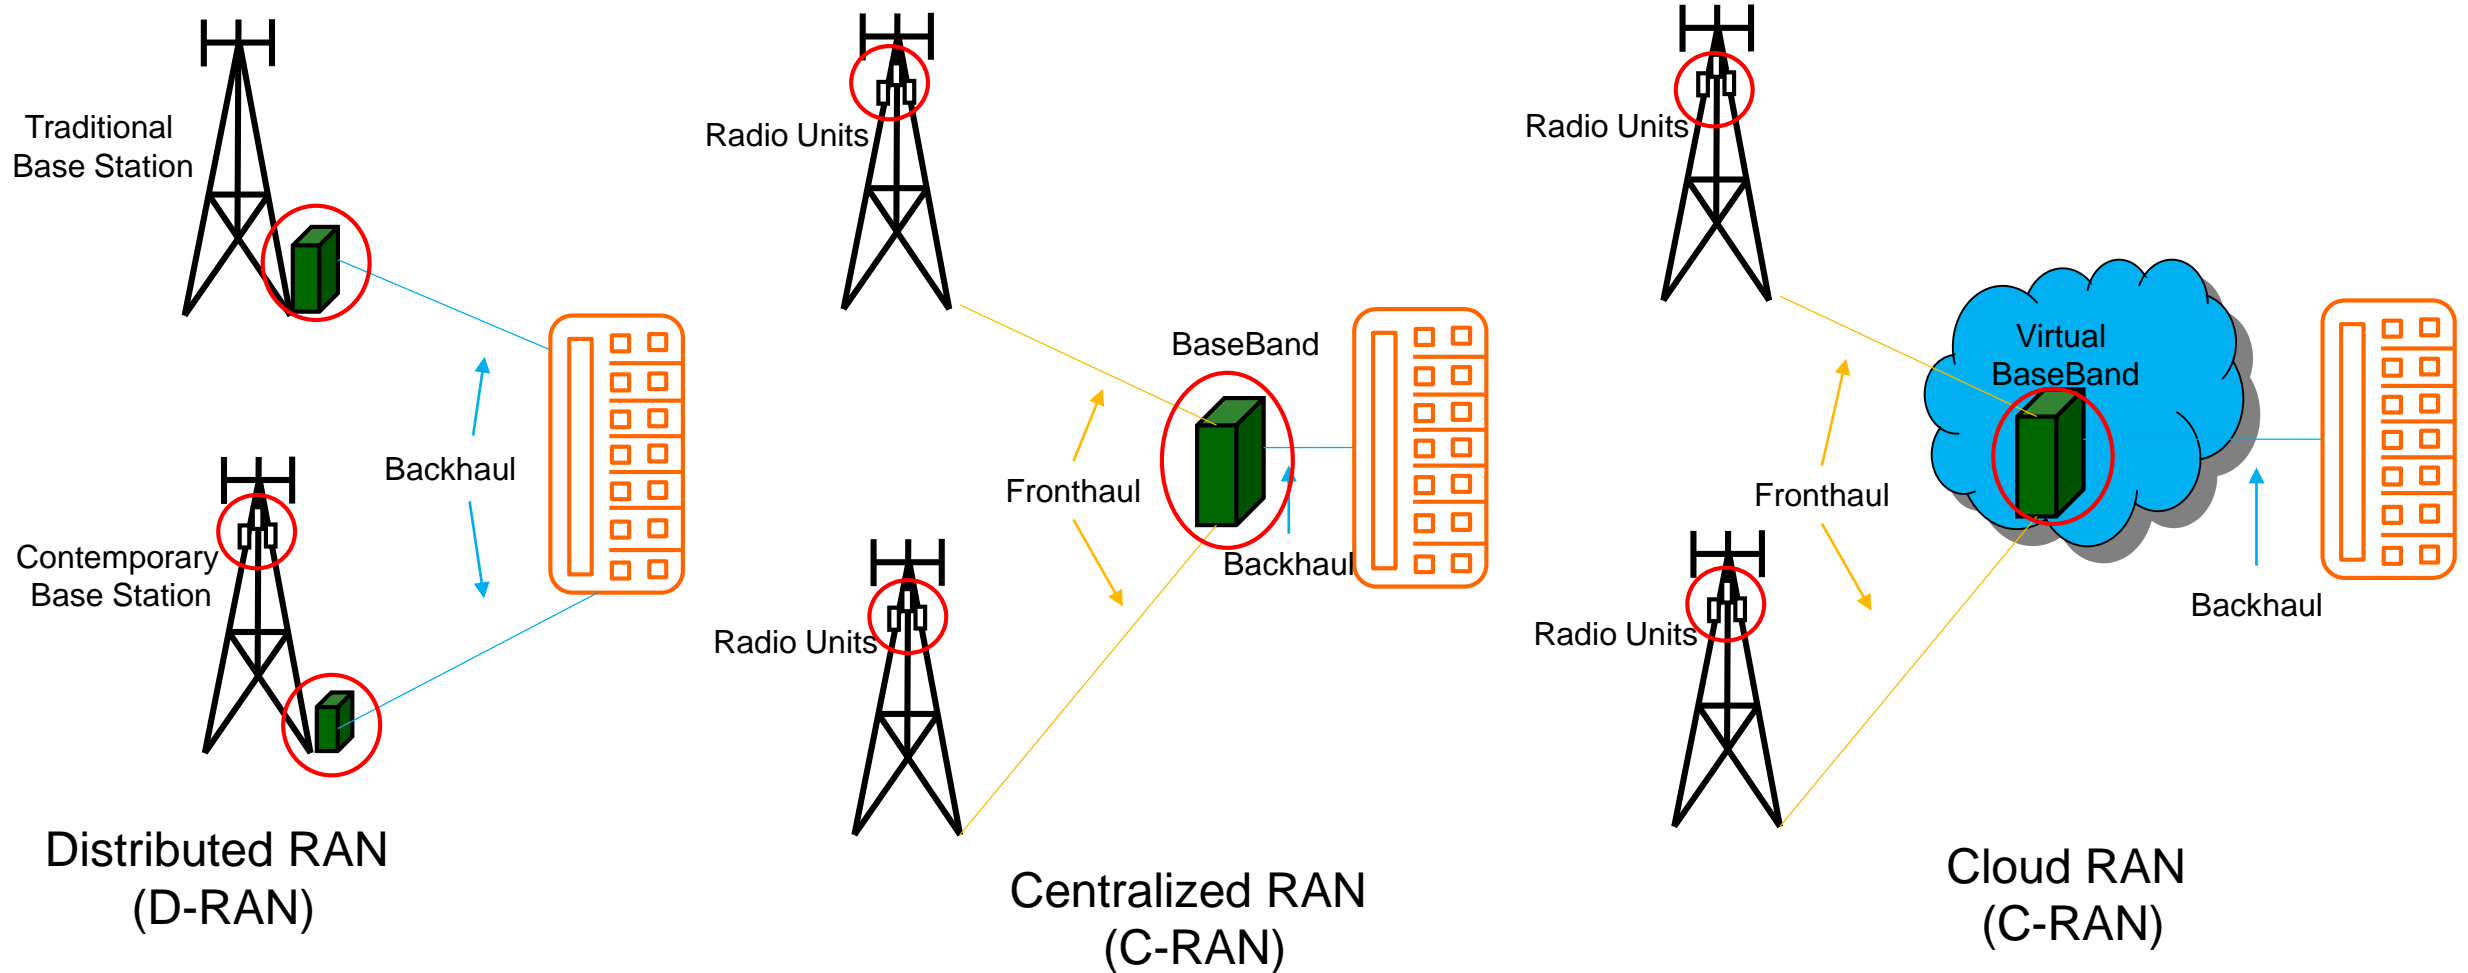 Traditional
Base Station
Backhaul
Contemporary
Base Station
Distributed RAN
(D-RAN)
Radio Units
BaseBand
Fronthaul
Backhaul
Radio Units
Centralized RAN
(C-RAN)
Radio Units
Virtual
BaseBand
Fronthaul
Backhaul
Radio Units
Cloud RAN
(C-RAN)